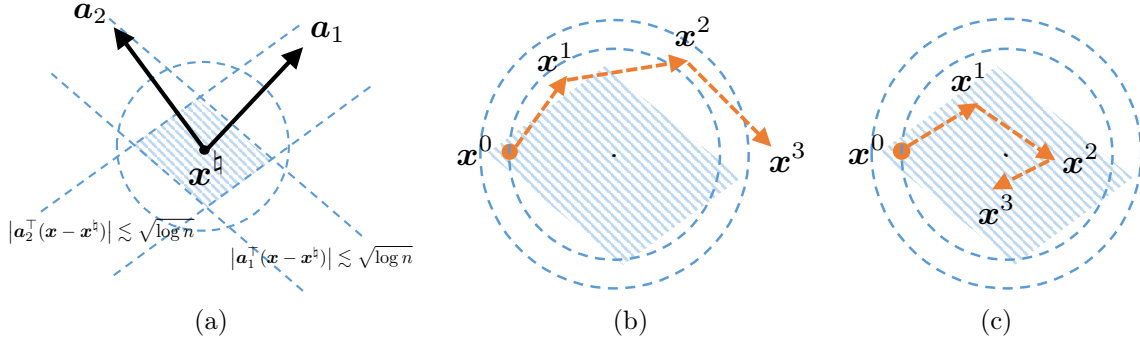 a₂
a₁
x♮
|a₂⊤(x − x♮)| ≲ √log n
|a₁⊤(x − x♮)| ≲ √log n
(a)
x⁰
x¹
x²
x³
(b)
x⁰
x¹
x²
x³
(c)